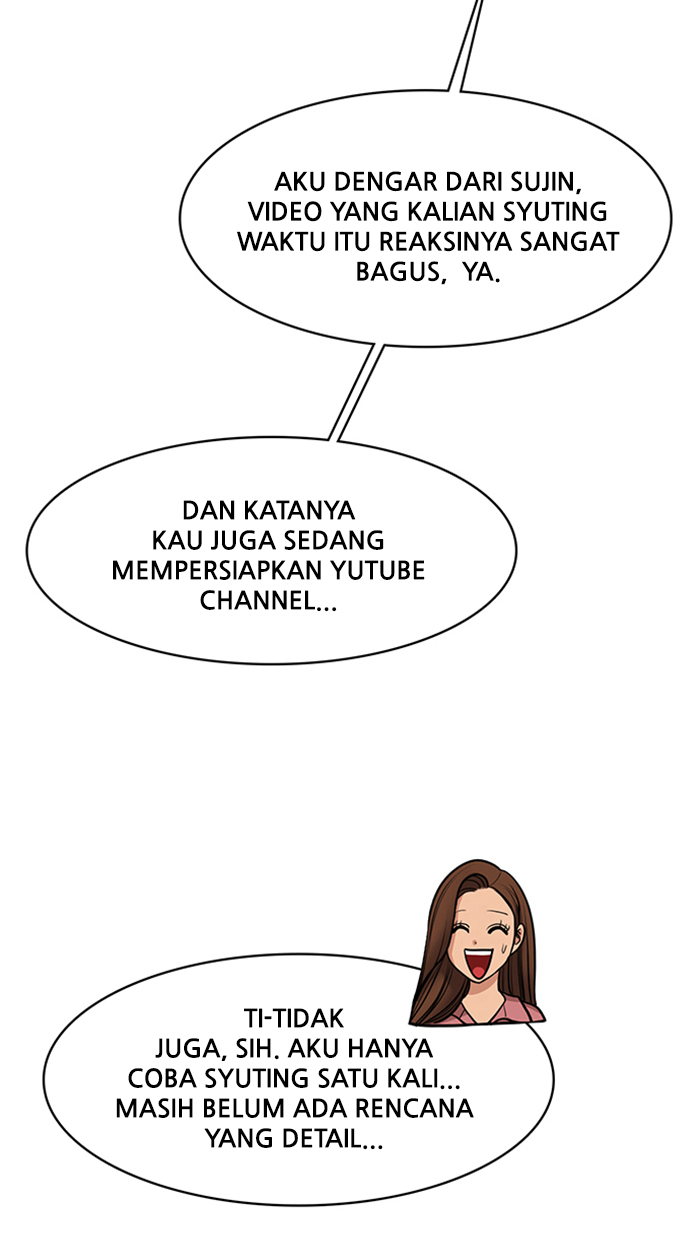 AKU DENGAR DARI SUJIN,
VIDEO YANG KALIAN SYUTING
WAKTU ITU REAKSINYA SANGAT
BAGUS, YA.
DAN KATANYA
KAU JUGA SEDANG
MEMPERSIAPKAN YUTUBE
CHANNEL...
TI-TIDAK
JUGA, SIH. AKU HANYA
COBA SYUTING SATU KALI...
MASIH BELUM ADA RENCANA
YANG DETAIL...